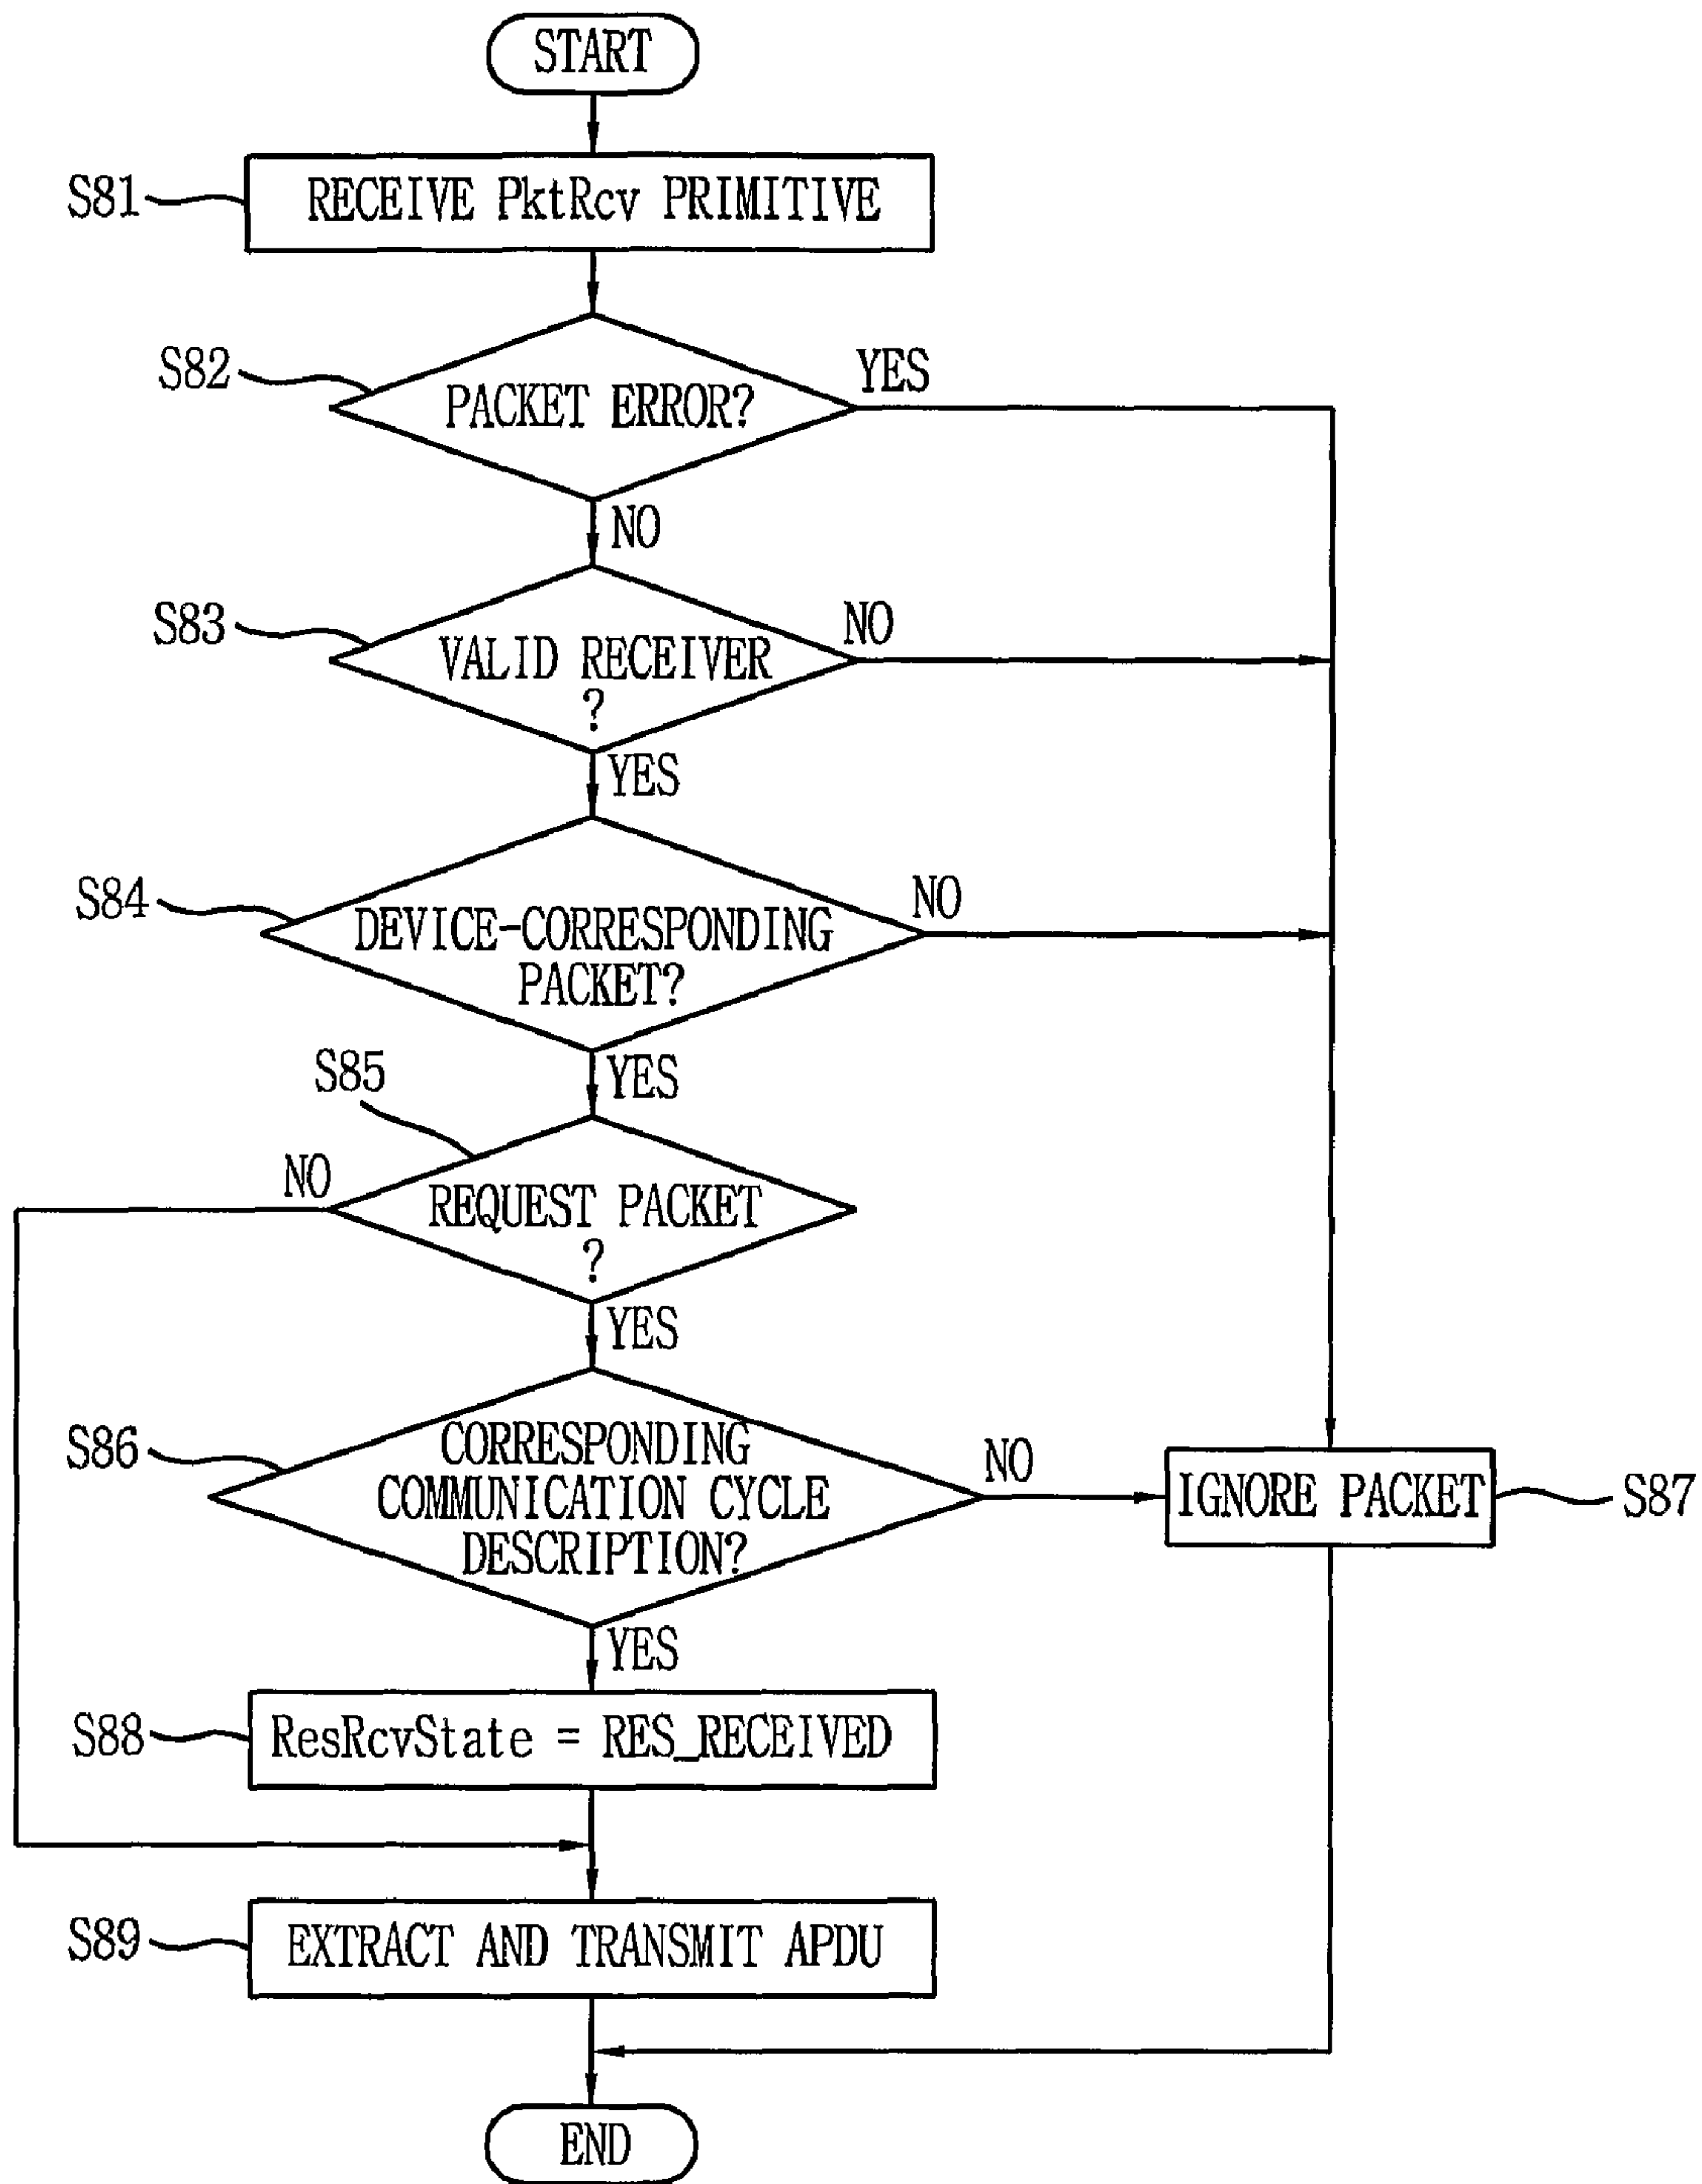 START
S81
RECEIVE PktRcv PRIMITIVE
S82
PACKET ERROR?
YES
NO
S83
VALID RECEIVER
?
NO
YES
S84
DEVICE-CORRESPONDING
PACKET?
NO
YES
S85
NO
REQUEST PACKET
?
YES
S86
CORRESPONDING
COMMUNICATION CYCLE
DESCRIPTION?
NO
IGNORE PACKET
S87
YES
S88
ResRcvState = RES_RECEIVED
S89
EXTRACT AND TRANSMIT APDU
END